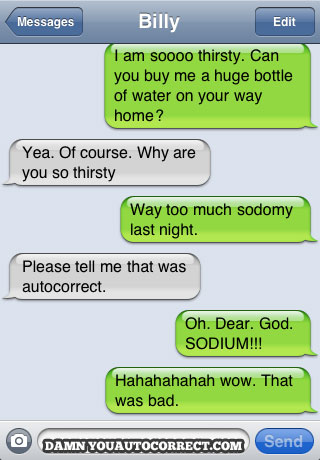 Messages
Billy
Edit
I am soooo thirsty. Can
you buy me a huge bottle
of water on your way
home?
Yea. Of course. Why are
you so thirsty
Way too much sodomy
last night.
Please tell me that was
autocorrect.
Oh. Dear. God.
SODIUM!!!
Hahahahahah wow. That
was bad.
DAMNYOUAUTOCORRECT.COM
Send